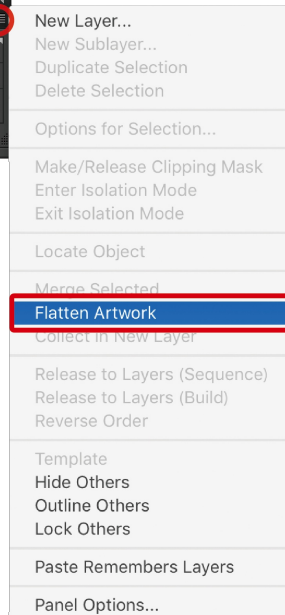 New Layer...
New Sublayer...
Duplicate Selection
Delete Selection
Options for Selection...
Make/Release Clipping Mask
Enter Isolation Mode
Exit Isolation Mode
Locate Object
Merge Selected
Flatten Artwork
Collect in New Layer
Release to Layers (Sequence)
Release to Layers (Build)
Reverse Order
Template
Hide Others
Outline Others
Lock Others
Paste Remembers Layers
Panel Options...